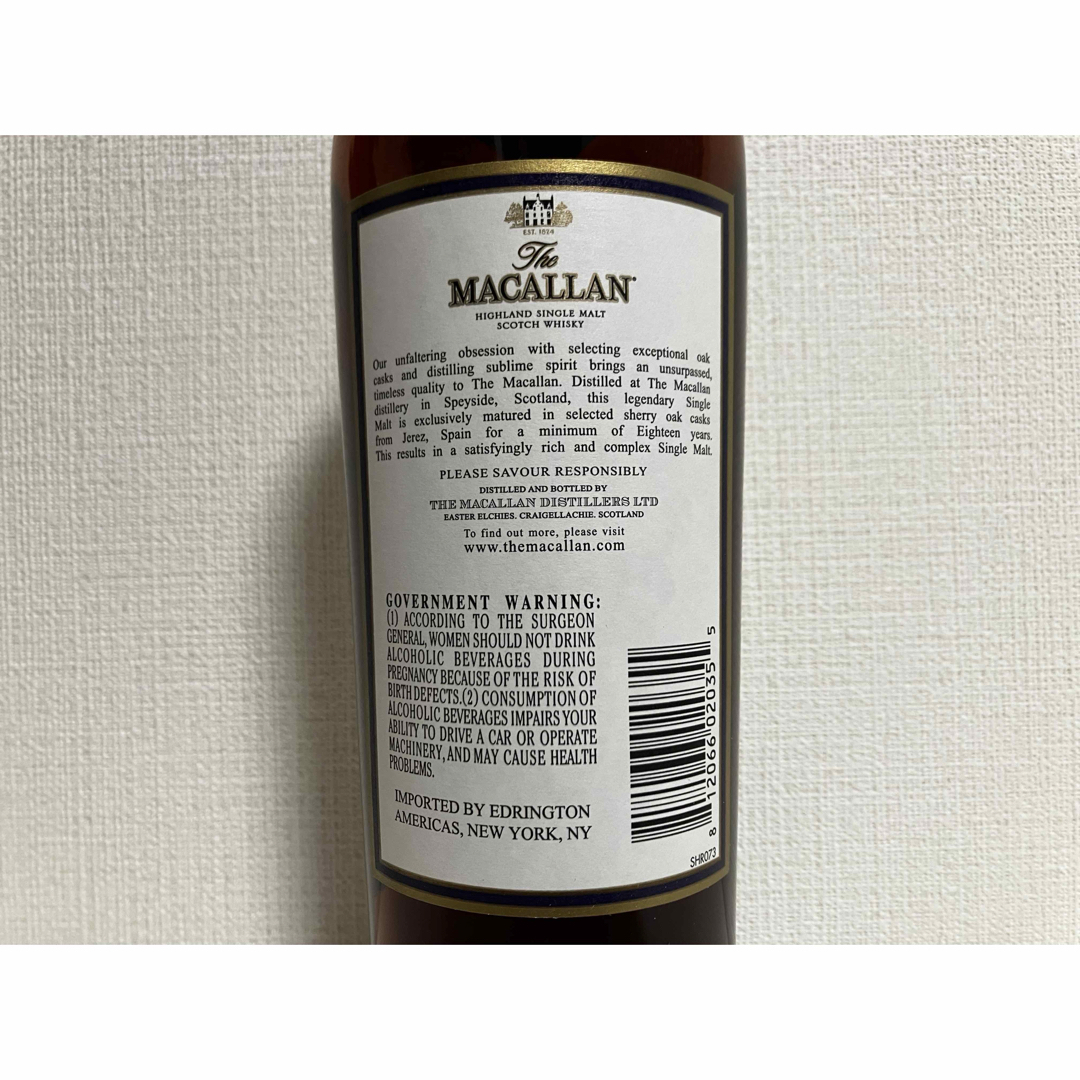 EST. 1824
The
MACALLAN
HIGHLAND SINGLE MALT
SCOTCH WHISKY
Our unfaltering obsession with selecting exceptional oak
casks and distilling sublime spirit brings an unsurpassed,
timeless quality to The Macallan. Distilled at The Macallan
distillery in Speyside, Scotland, this legendary Single
Malt is exclusively matured in selected sherry oak casks
from Jerez, Spain for a minimum of Eighteen years.
This results in a satisfyingly rich and complex Single Malt.
PLEASE SAVOUR RESPONSIBLY
DISTILLED AND BOTTLED BY
THE MACALLAN DISTILLERS LTD
EASTER ELCHIES. CRAIGELLACHIE. SCOTLAND
To find out more, please visit
www.themacallan.com
GOVERNMENT WARNING:
(1) ACCORDING TO THE SURGEON
GENERAL, WOMEN SHOULD NOT DRINK
ALCOHOLIC BEVERAGES DURING
PREGNANCY BECAUSE OF THE RISK OF
BIRTH DEFECTS.(2) CONSUMPTION OF
ALCOHOLIC BEVERAGES IMPAIRS YOUR
ABILITY TO DRIVE A CAR OR OPERATE
MACHINERY, AND MAY CAUSE HEALTH
PROBLEMS.
IMPORTED BY EDRINGTON
AMERICAS, NEW YORK, NY
8 12066 02035 5
SHR073